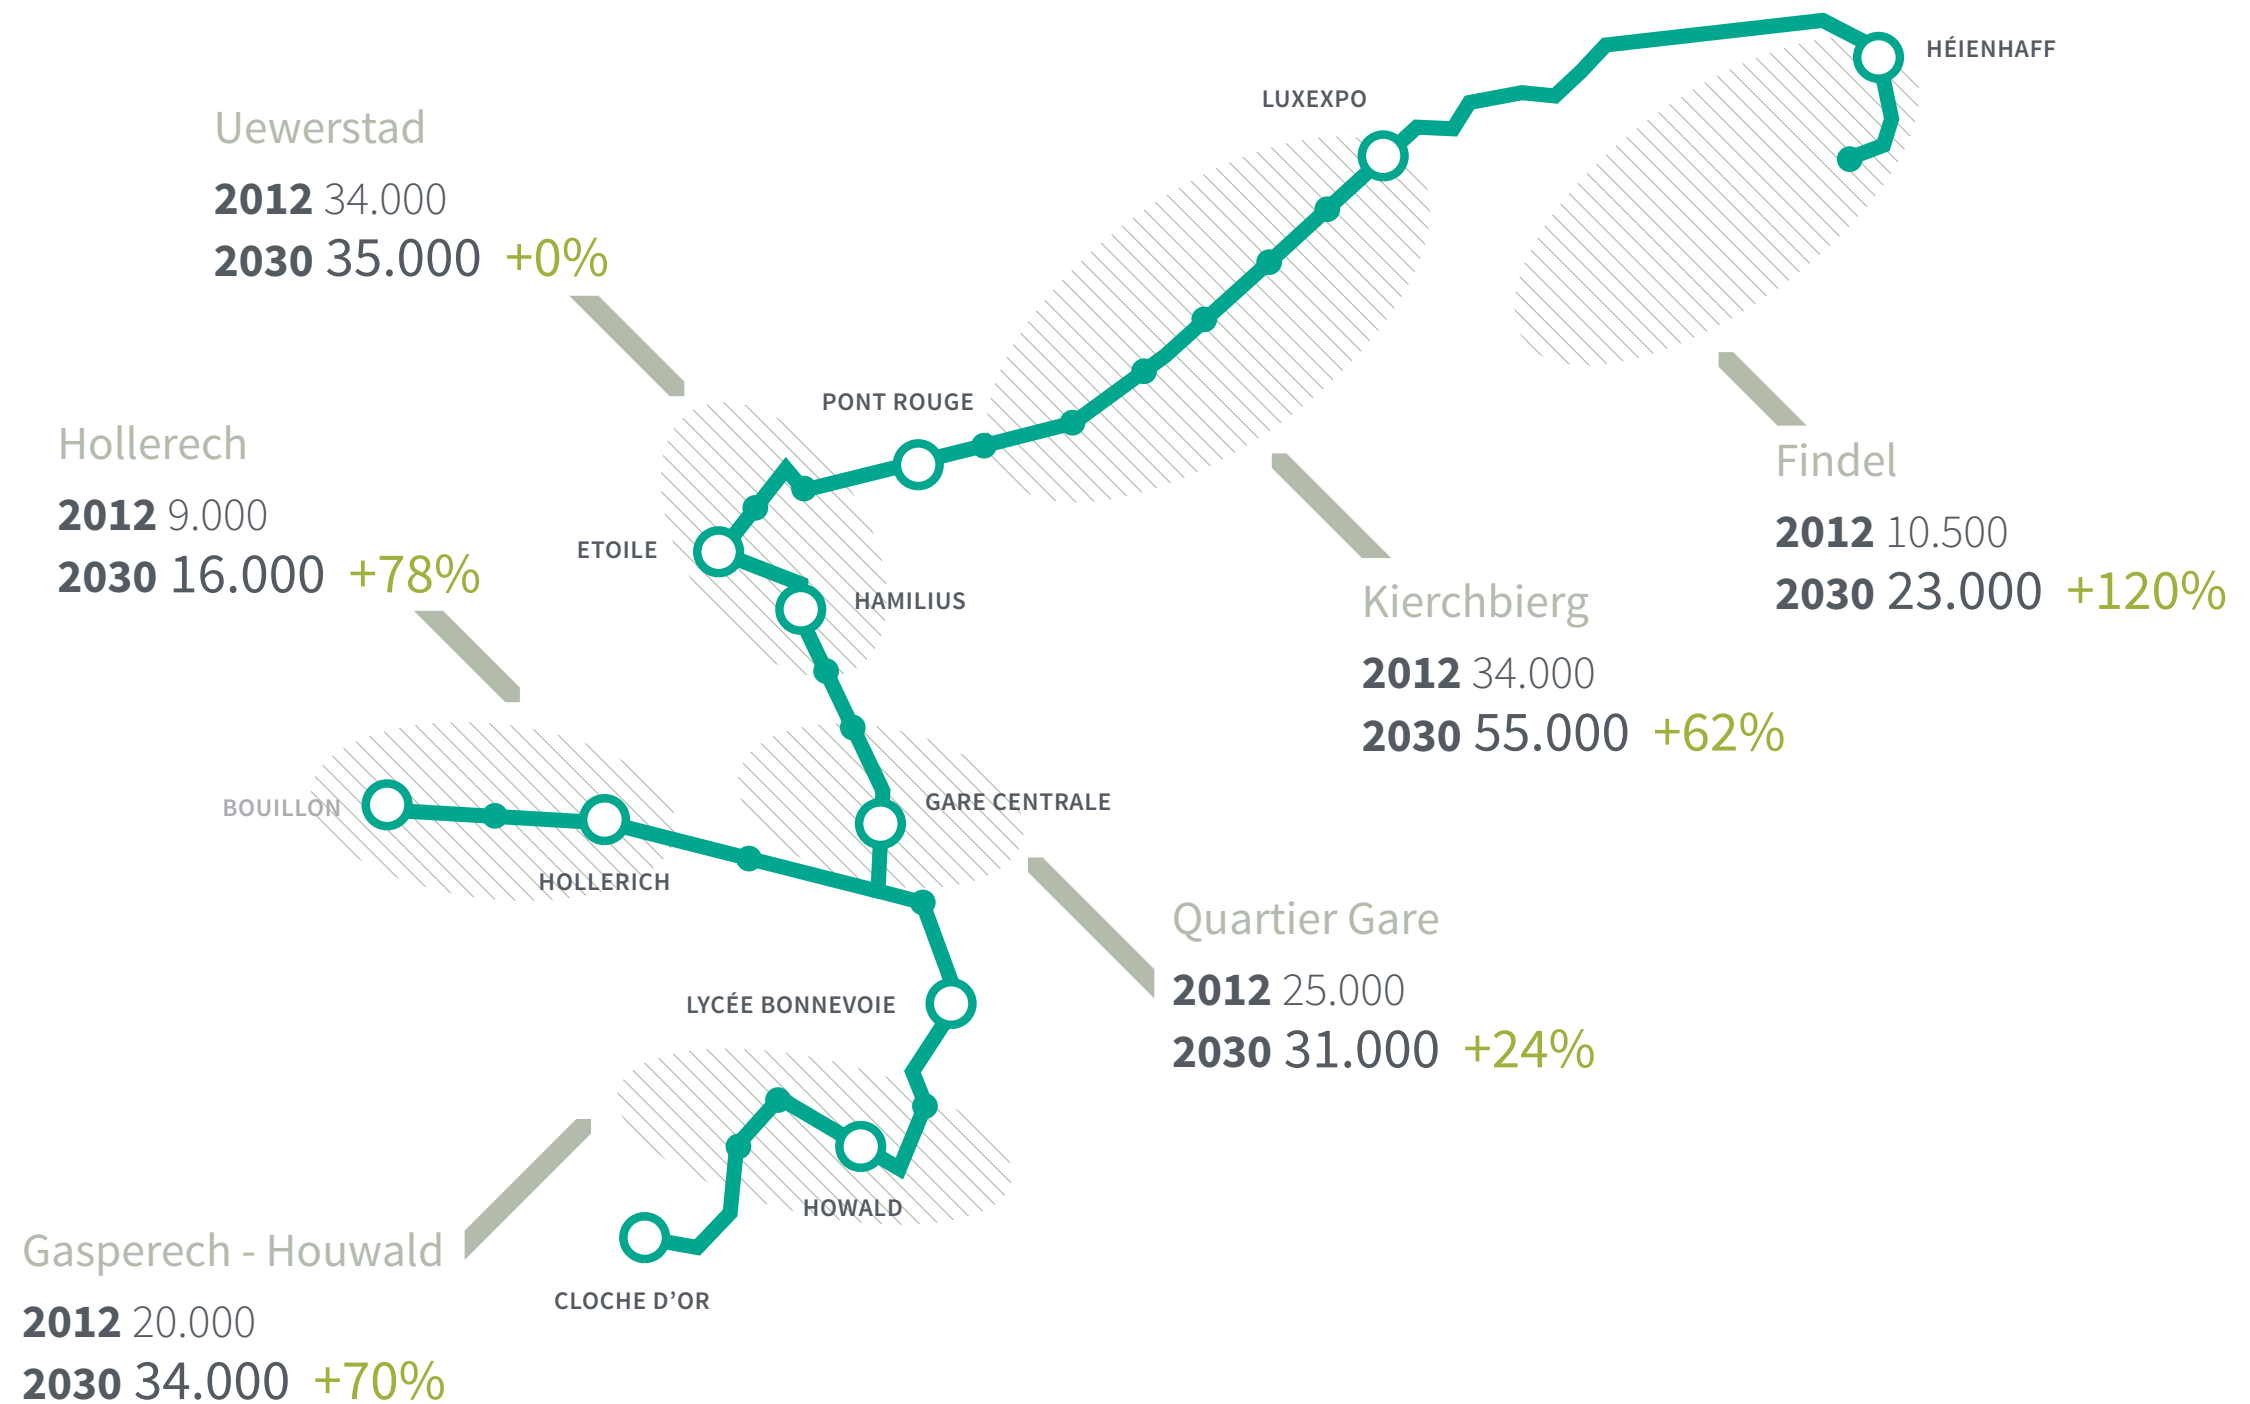 HÉIENHAFF
LUXEXPO
Uewerstad
2012 34.000
2030 35.000 +0%
PONT ROUGE
Hollerech
2012 9.000
2030 16.000 +78%
Findel
2012 10.500
2030 23.000 +120%
ETOILE
HAMILIUS
Kierchbierg
2012 34.000
2030 55.000 +62%
BOUILLON
GARE CENTRALE
HOLLERICH
Quartier Gare
2012 25.000
2030 31.000 +24%
LYCÉE BONNEVOIE
HOWALD
Gasperech - Houwald
2012 20.000
2030 34.000 +70%
CLOCHE D’OR